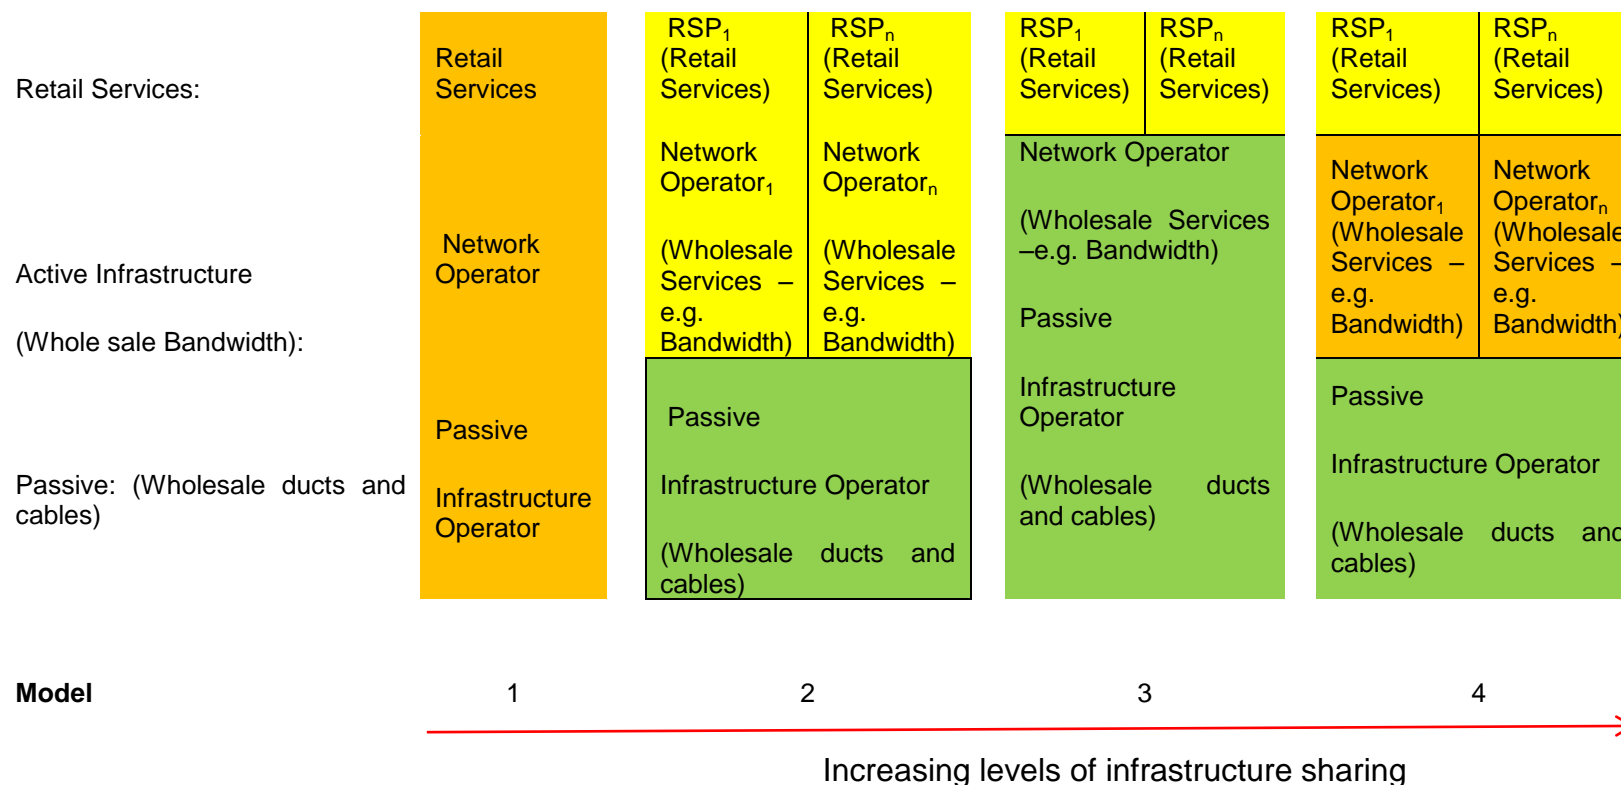 Retail Services:
Active Infrastructure
(Whole sale Bandwidth):
Passive: (Wholesale ducts and
cables)
Retail
Services
Network
Operator
Passive
Infrastructure
Operator
RSP₁
(Retail
Services)
Network
Operator₁
(Wholesale
Services –
e.g.
Bandwidth)
RSPₙ
(Retail
Services)
Network
Operatorₙ
(Wholesale
Services –
e.g.
Bandwidth)
Passive
Infrastructure Operator
(Wholesale ducts and
cables)
RSP₁
(Retail
Services)
RSPₙ
(Retail
Services)
Network Operator
(Wholesale Services
–e.g. Bandwidth)
Passive
Infrastructure
Operator
(Wholesale ducts
and cables)
RSP₁
(Retail
Services)
RSPₙ
(Retail
Services)
Network
Operator₁
(Wholesale
Services –
e.g.
Bandwidth)
Network
Operatorₙ
(Wholesale
Services –
e.g.
Bandwidth)
Passive
Infrastructure Operator
(Wholesale ducts and
cables)
Model 1 2 3 4
Increasing levels of infrastructure sharing